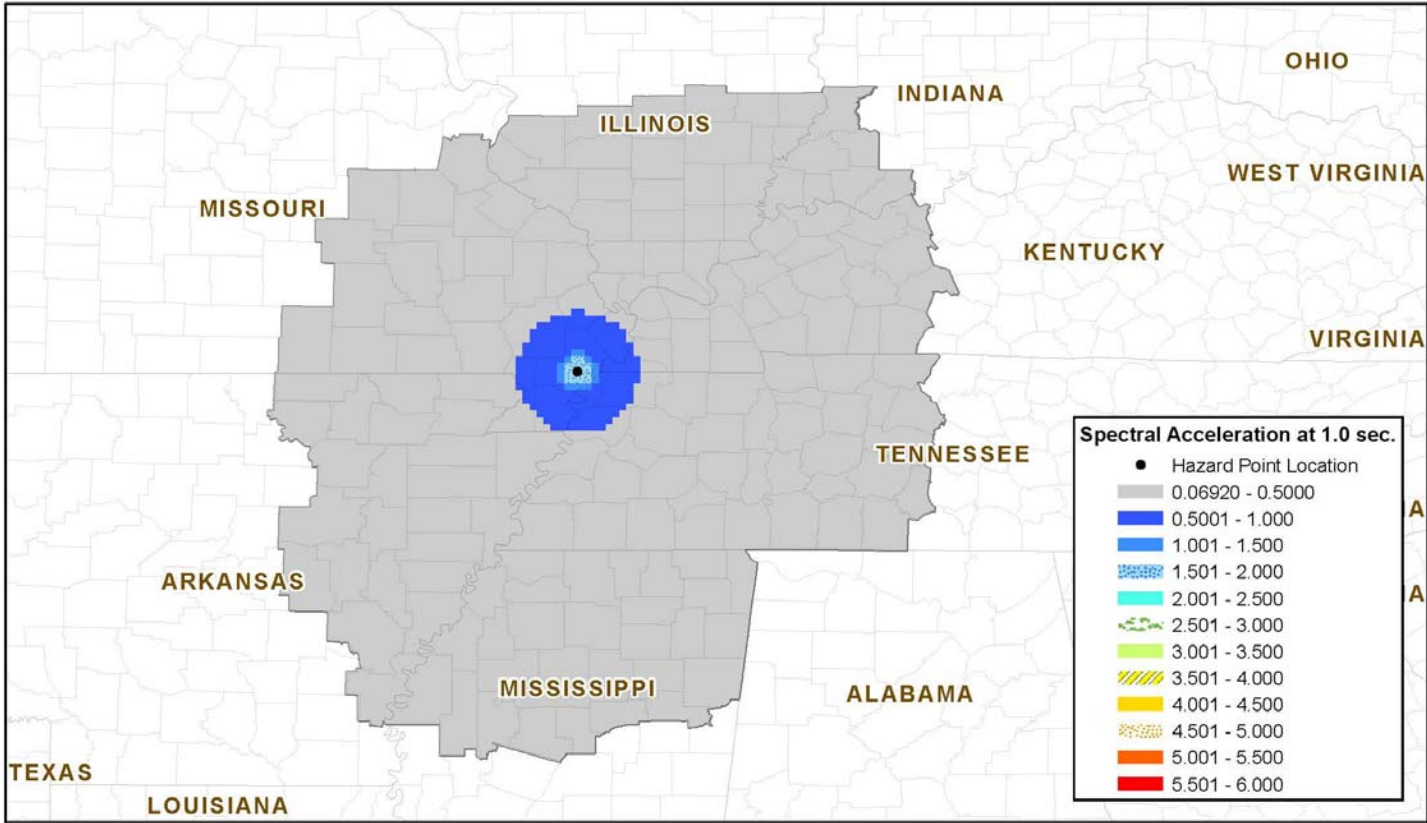 OHIO
INDIANA
ILLINOIS
WEST VIRGINIA
MISSOURI
KENTUCKY
VIRGINIA
TENNESSEE
ARKANSAS
MISSISSIPPI
ALABAMA
TEXAS
LOUISIANA
IA
IA
Spectral Acceleration at 1.0 sec.
Hazard Point Location
0.06920 - 0.5000
0.5001 - 1.000
1.001 - 1.500
1.501 - 2.000
2.001 - 2.500
2.501 - 3.000
3.001 - 3.500
3.501 - 4.000
4.001 - 4.500
4.501 - 5.000
5.001 - 5.500
5.501 - 6.000